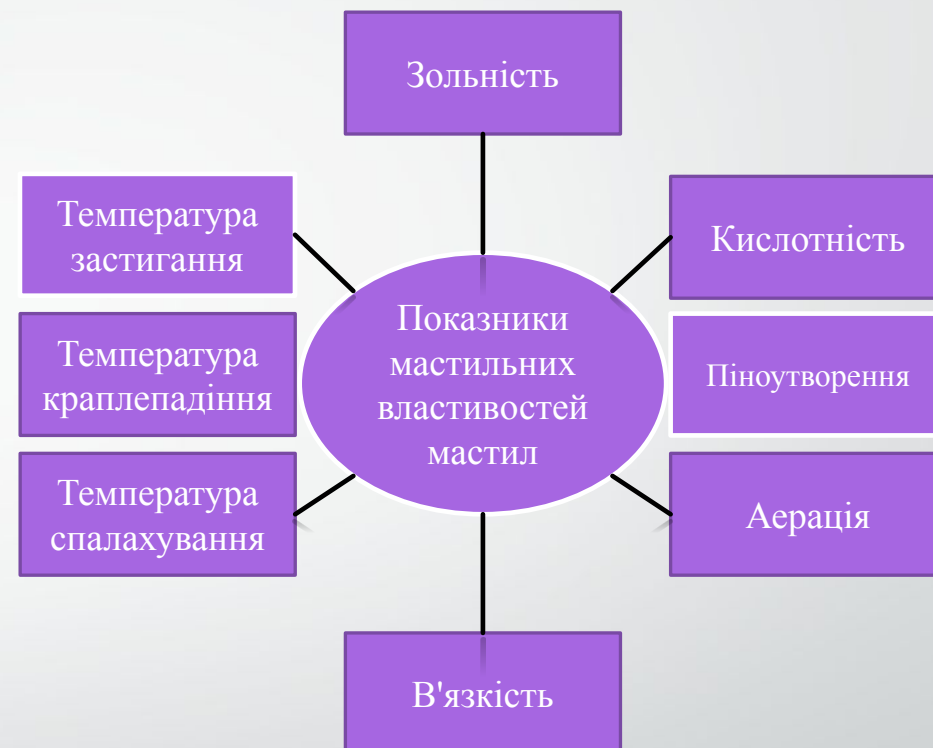 Зольність
Температура
застигання
Кислотність
Показники
мастильних
властивостей
мастил
Температура
краплепадіння
Піноутворення
Температура
спалахування
Аерація
В'язкість